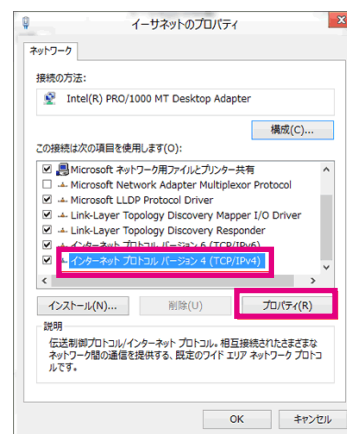 イーサネットのプロパティ
ネットワーク
接続の方法:
Intel(R) PRO/1000 MT Desktop Adapter
構成(C)...
この接続は次の項目を使用します(O):
Microsoft ネットワーク用ファイルとプリンター共有
Microsoft Network Adapter Multiplexor Protocol
Microsoft LLDP Protocol Driver
Link-Layer Topology Discovery Mapper I/O Driver
Link-Layer Topology Discovery Responder
インターネット プロトコル バージョン 6 (TCP/IPv6)
インターネット プロトコル バージョン 4 (TCP/IPv4)
インストール(N)...
削除(U)
プロパティ(R)
説明
伝送制御プロトコル/インターネット プロトコル。相互接続されたさまざまな
ネットワーク間の通信を提供する、既定のワイド エリア ネットワーク プロトコ
ルです。
OK
キャンセル